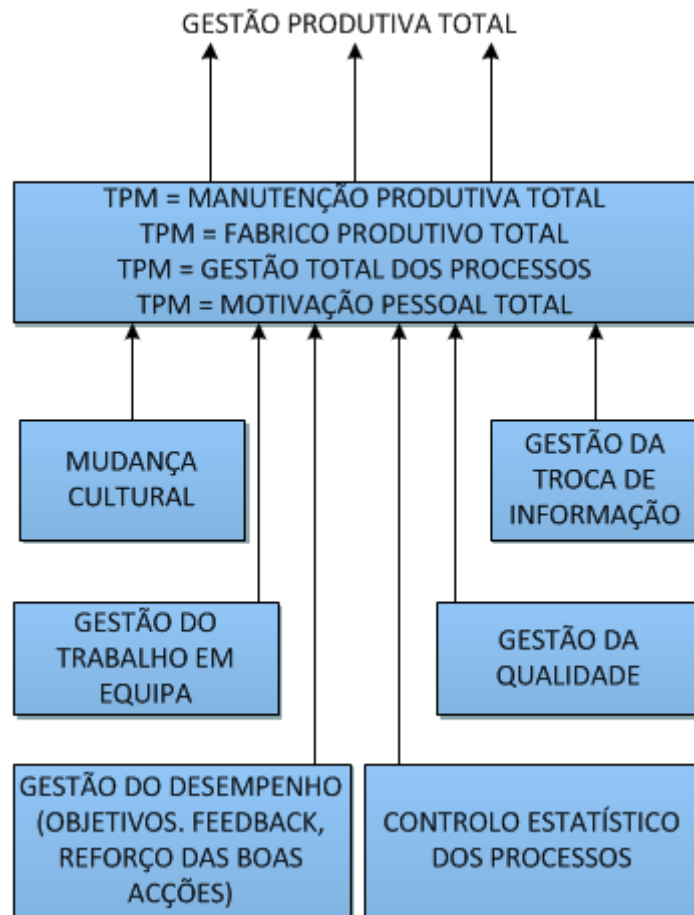 GESTÃO PRODUTIVA TOTAL
TPM = MANUTENÇÃO PRODUTIVA TOTAL
TPM = FABRICO PRODUTIVO TOTAL
TPM = GESTÃO TOTAL DOS PROCESSOS
TPM = MOTIVAÇÃO PESSOAL TOTAL
MUDANÇA
CULTURAL
GESTÃO DA
TROCA DE
INFORMAÇÃO
GESTÃO DO
TRABALHO EM
EQUIPA
GESTÃO DA
QUALIDADE
GESTÃO DO DESEMPENHO
(OBJETIVOS. FEEDBACK,
REFORÇO DAS BOAS
ACÇÕES)
CONTROLO ESTATÍSTICO
DOS PROCESSOS